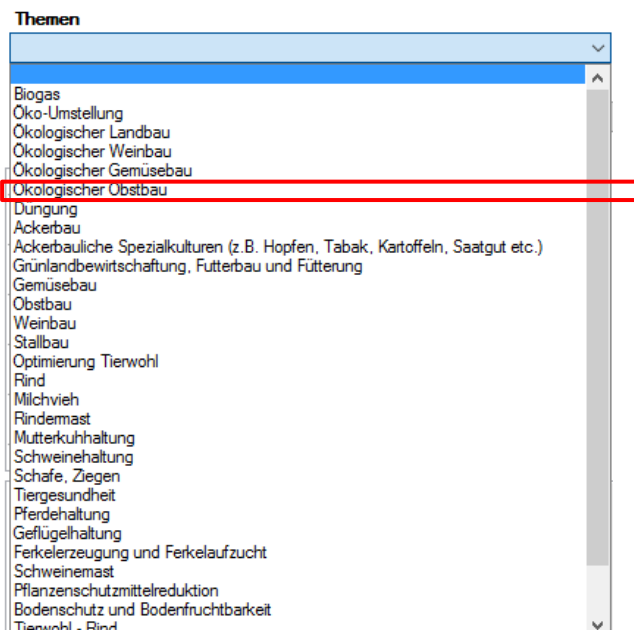 Themen
Biogas
Öko-Umstellung
Ökologischer Landbau
Ökologischer Weinbau
Ökologischer Gemüsebau
Ökologischer Obstbau
Düngung
Ackerbau
Ackerbauliche Spezialkulturen (z.B. Hopfen, Tabak, Kartoffeln, Saatgut etc.)
Grünlandbewirtschaftung, Futterbau und Fütterung
Gemüsebau
Obstbau
Weinbau
Stallbau
Optimierung Tierwohl
Rind
Milchvieh
Rindermast
Mutterkuhhaltung
Schweinehaltung
Schafe, Ziegen
Tiergesundheit
Pferdehaltung
Geflügelhaltung
Ferkelerzeugung und Ferkelaufzucht
Schweinemast
Pflanzenschutzmittelreduktion
Bodenschutz und Bodenfruchtbarkeit
Tierwohl - Rind